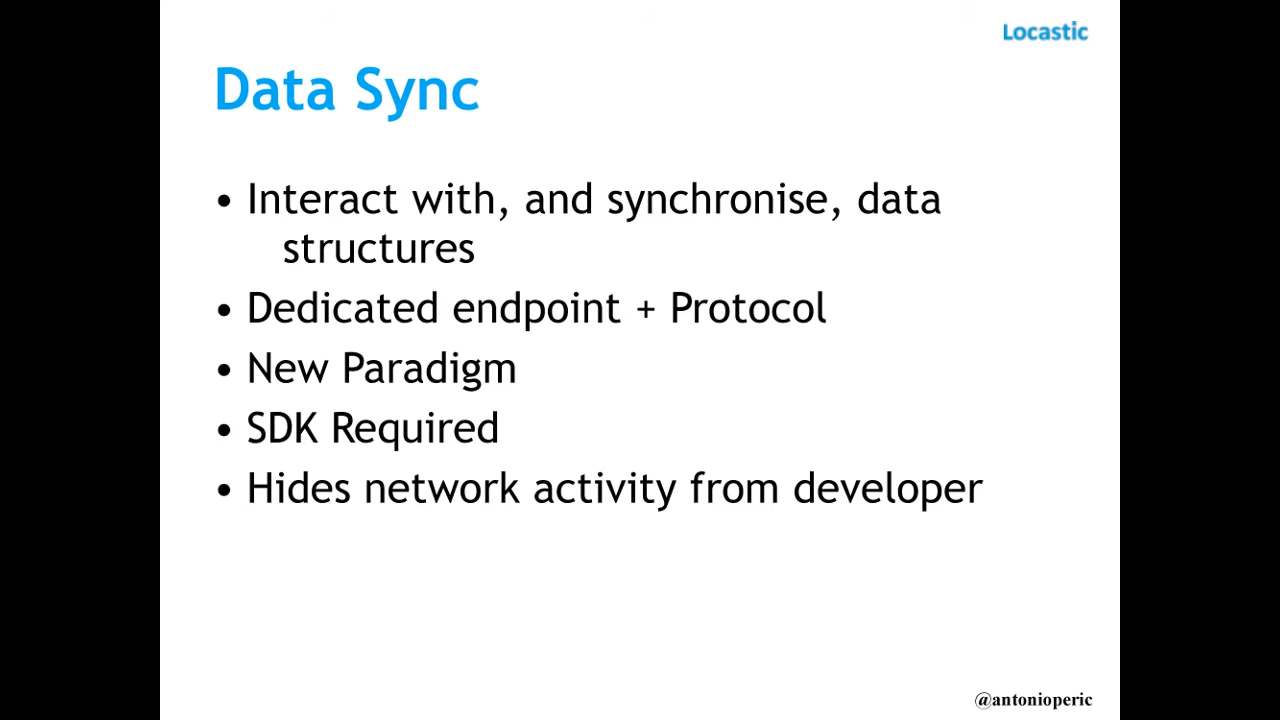 Locastic
Data Sync
• Interact with, and synchronise, data
structures
• Dedicated endpoint + Protocol
• New Paradigm
• SDK Required
• Hides network activity from developer
@antonioperic